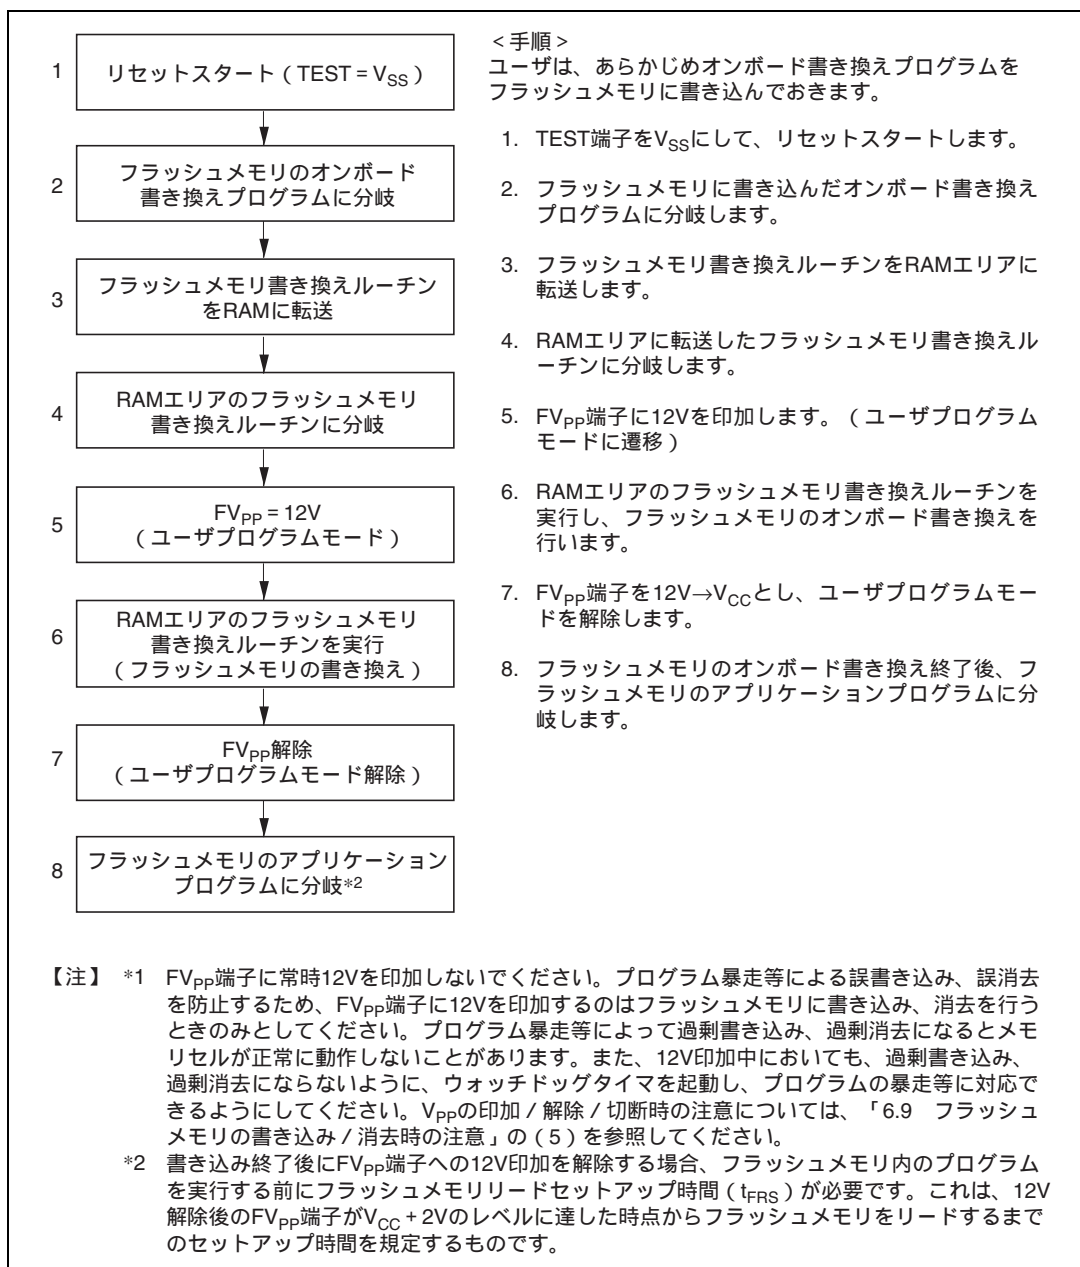 1
リセットスタート（TEST = VSS）
2
フラッシュメモリのオンボード
書き換えプログラムに分岐
3
フラッシュメモリ書き換えルーチン
をRAMに転送
4
RAMエリアのフラッシュメモリ
書き換えルーチンに分岐
5
FVPP = 12V
（ユーザプログラムモード）
6
RAMエリアのフラッシュメモリ
書き換えルーチンを実行
（フラッシュメモリの書き換え）
7
FVPP解除
（ユーザプログラムモード解除）
8
フラッシュメモリのアプリケーション
プログラムに分岐*2
＜手順＞
ユーザは、あらかじめオンボード書き換えプログラムを
フラッシュメモリに書き込んでおきます。
1. TEST端子をVSSにして、リセットスタートします。
2. フラッシュメモリに書き込んだオンボード書き換え
プログラムに分岐します。
3. フラッシュメモリ書き換えルーチンをRAMエリアに
転送します。
4. RAMエリアに転送したフラッシュメモリ書き換えル
ーチンに分岐します。
5. FVPP端子に12Vを印加します。（ユーザプログラム
モードに遷移）
6. RAMエリアのフラッシュメモリ書き換えルーチンを
実行し、フラッシュメモリのオンボード書き換えを
行います。
7. FVPP端子を12V→VCCとし、ユーザプログラムモー
ドを解除します。
8. フラッシュメモリのオンボード書き換え終了後、フ
ラッシュメモリのアプリケーションプログラムに分
岐します。
【注】 *1 FVPP端子に常時12Vを印加しないでください。プログラム暴走等による誤書き込み、誤消去
を防止するため、FVPP端子に12Vを印加するのはフラッシュメモリに書き込み、消去を行う
ときのみとしてください。プログラム暴走等によって過剰書き込み、過剰消去になるとメモ
リセルが正常に動作しないことがあります。また、12V印加中においても、過剰書き込み、
過剰消去にならないように、ウォッチドッグタイマを起動し、プログラムの暴走等に対応で
きるようにしてください。VPPの印加／解除／切断時の注意については、「6.9 フラッシュ
メモリの書き込み／消去時の注意」の（5）を参照してください。
*2 書き込み終了後にFVPP端子への12V印加を解除する場合、フラッシュメモリ内のプログラム
を実行する前にフラッシュメモリリードセットアップ時間（tFRS）が必要です。これは、12V
解除後のFVPP端子がVCC + 2Vのレベルに達した時点からフラッシュメモリをリードするまで
のセットアップ時間を規定するものです。